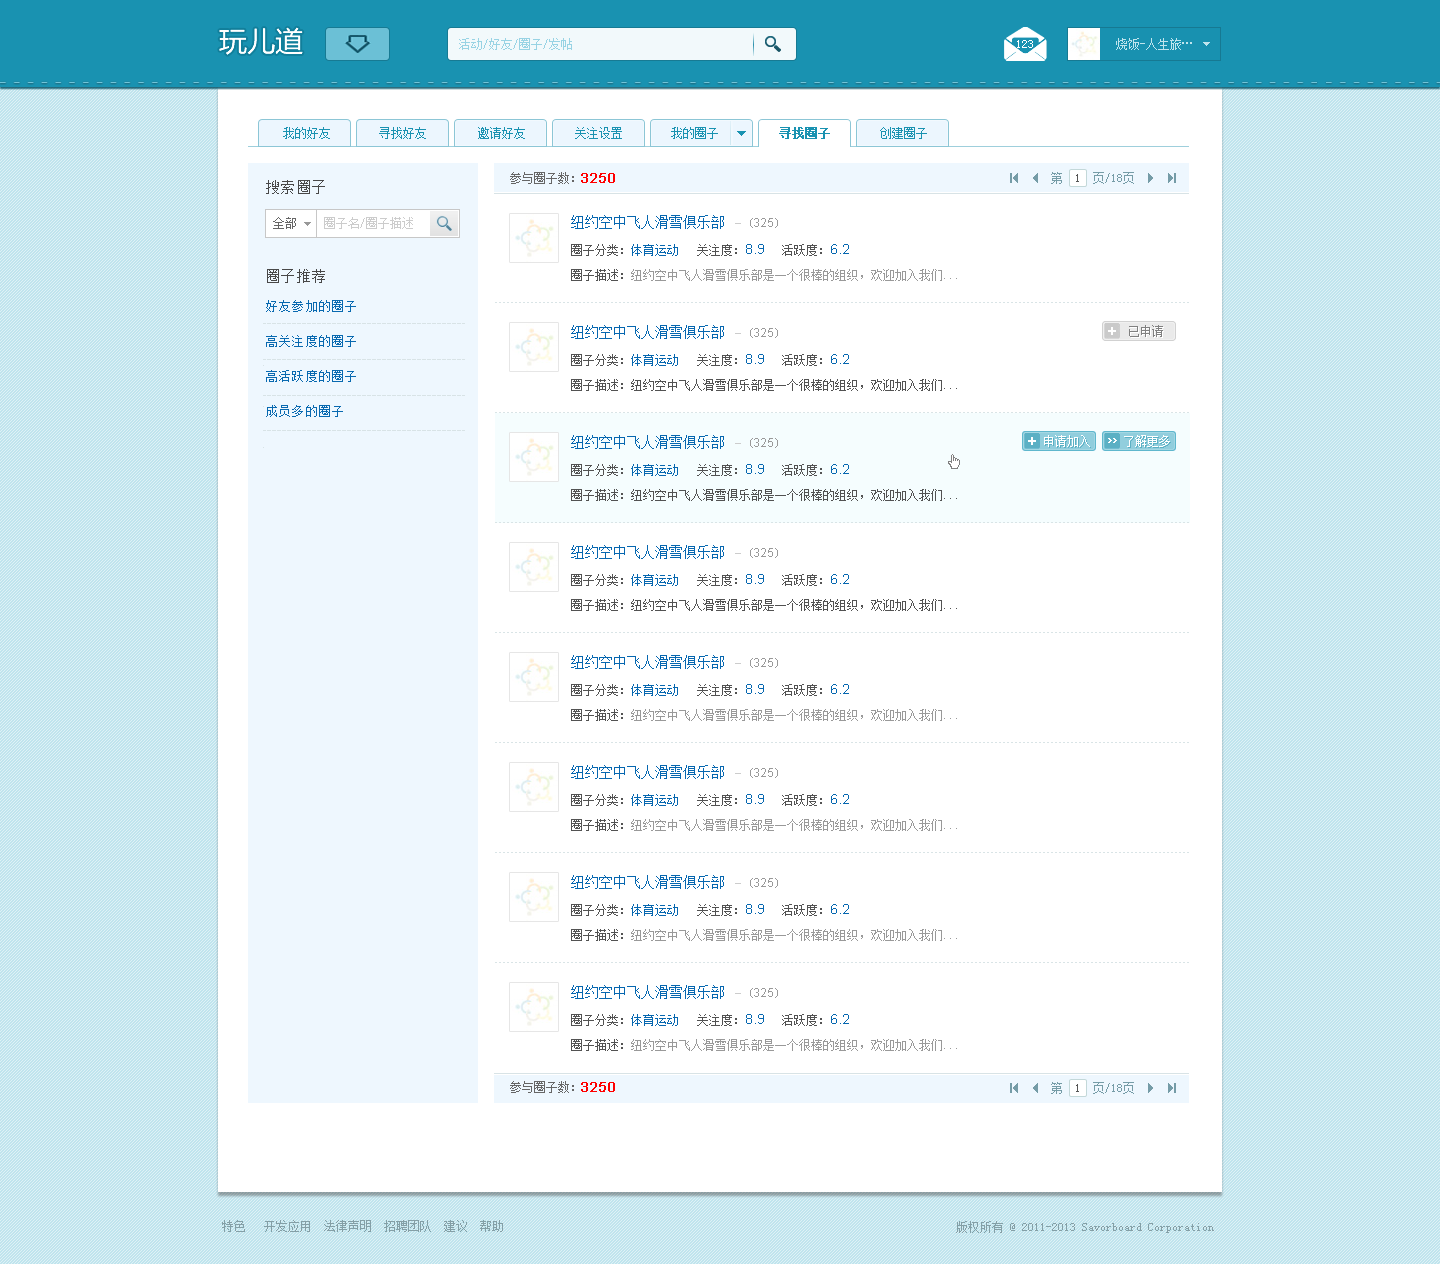 玩儿道
活动/好友/圈子/发帖
123
烧饭-人生旅…
我的好友 寻找好友 邀请好友 关注设置 我的圈子 寻找圈子 创建圈子
搜索圈子
全部 圈子名/圈子描述
圈子推荐
好友参加的圈子
高关注度的圈子
高活跃度的圈子
成员多的圈子
参与圈子数：3250 第 1 页/18页
纽约空中飞人滑雪俱乐部 – (325)
圈子分类：体育运动 关注度：8.9 活跃度：6.2
圈子描述：纽约空中飞人滑雪俱乐部是一个很棒的组织，欢迎加入我们...
纽约空中飞人滑雪俱乐部 – (325) 已申请
圈子分类：体育运动 关注度：8.9 活跃度：6.2
圈子描述：纽约空中飞人滑雪俱乐部是一个很棒的组织，欢迎加入我们...
纽约空中飞人滑雪俱乐部 – (325) 申请加入 了解更多
圈子分类：体育运动 关注度：8.9 活跃度：6.2
圈子描述：纽约空中飞人滑雪俱乐部是一个很棒的组织，欢迎加入我们...
纽约空中飞人滑雪俱乐部 – (325)
圈子分类：体育运动 关注度：8.9 活跃度：6.2
圈子描述：纽约空中飞人滑雪俱乐部是一个很棒的组织，欢迎加入我们...
纽约空中飞人滑雪俱乐部 – (325)
圈子分类：体育运动 关注度：8.9 活跃度：6.2
圈子描述：纽约空中飞人滑雪俱乐部是一个很棒的组织，欢迎加入我们...
纽约空中飞人滑雪俱乐部 – (325)
圈子分类：体育运动 关注度：8.9 活跃度：6.2
圈子描述：纽约空中飞人滑雪俱乐部是一个很棒的组织，欢迎加入我们...
纽约空中飞人滑雪俱乐部 – (325)
圈子分类：体育运动 关注度：8.9 活跃度：6.2
圈子描述：纽约空中飞人滑雪俱乐部是一个很棒的组织，欢迎加入我们...
纽约空中飞人滑雪俱乐部 – (325)
圈子分类：体育运动 关注度：8.9 活跃度：6.2
圈子描述：纽约空中飞人滑雪俱乐部是一个很棒的组织，欢迎加入我们...
参与圈子数：3250 第 1 页/18页
特色 开发应用 法律声明 招聘团队 建议 帮助
版权所有 @ 2011-2013 Savorboard Corporation